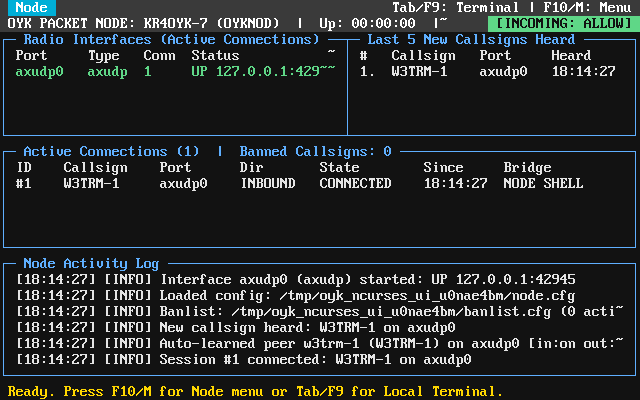 Node Tab/F9: Terminal | F10/M: Menu
OYK PACKET NODE: KR4OYK-7 (OYKNOD) | Up: 00:00:00 |~ [INCOMING: ALLOW]
Radio Interfaces (Active Connections) Last 5 New Callsigns Heard
Port Type Conn Status ~ # Callsign Port Heard
axudp0 axudp 1 UP 127.0.0.1:429~~ 1. W3TRM-1 axudp0 18:14:27
Active Connections (1) | Banned Callsigns: 0
ID Callsign Port Dir State Since Bridge
#1 W3TRM-1 axudp0 INBOUND CONNECTED 18:14:27 NODE SHELL
Node Activity Log
[18:14:27] [INFO] Interface axudp0 (axudp) started: UP 127.0.0.1:42945
[18:14:27] [INFO] Loaded config: /tmp/oyk_ncurses_ui_u0nae4bm/node.cfg
[18:14:27] [INFO] Banlist: /tmp/oyk_ncurses_ui_u0nae4bm/banlist.cfg (0 acti~
[18:14:27] [INFO] New callsign heard: W3TRM-1 on axudp0
[18:14:27] [INFO] Auto-learned peer w3trm-1 (W3TRM-1) on axudp0 [in:on out:~
[18:14:27] [INFO] Session #1 connected: W3TRM-1 on axudp0
Ready. Press F10/M for Node menu or Tab/F9 for Local Terminal.